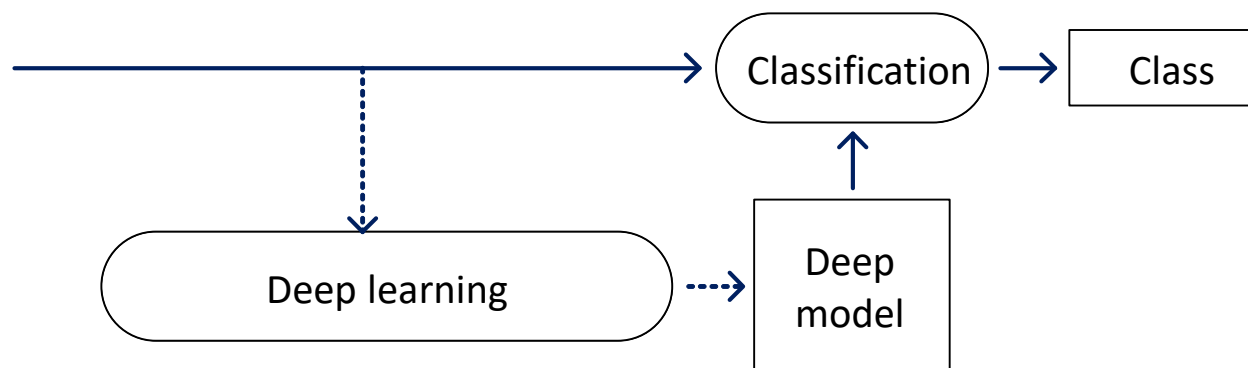 Classification
Class
Deep learning
Deep
model